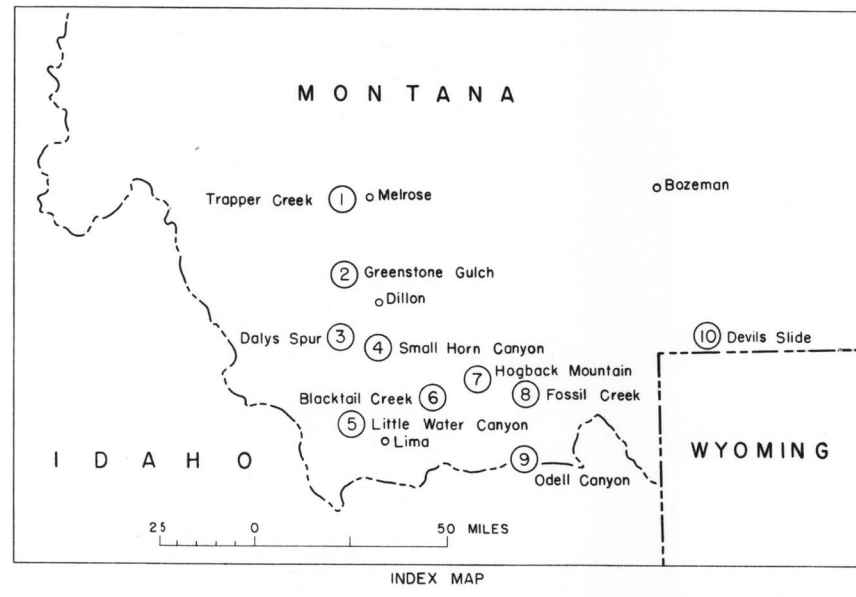 MONTANA
Trapper Creek 1 Melrose
Bozeman
2 Greenstone Gulch
Dillon
Dalys Spur 3
4 Small Horn Canyon
10 Devils Slide
7 Hogback Mountain
Blacktail Creek 6
8 Fossil Creek
5 Little Water Canyon
Lima
IDAHO
WYOMING
9
Odell Canyon
25 0 50 MILES
INDEX MAP